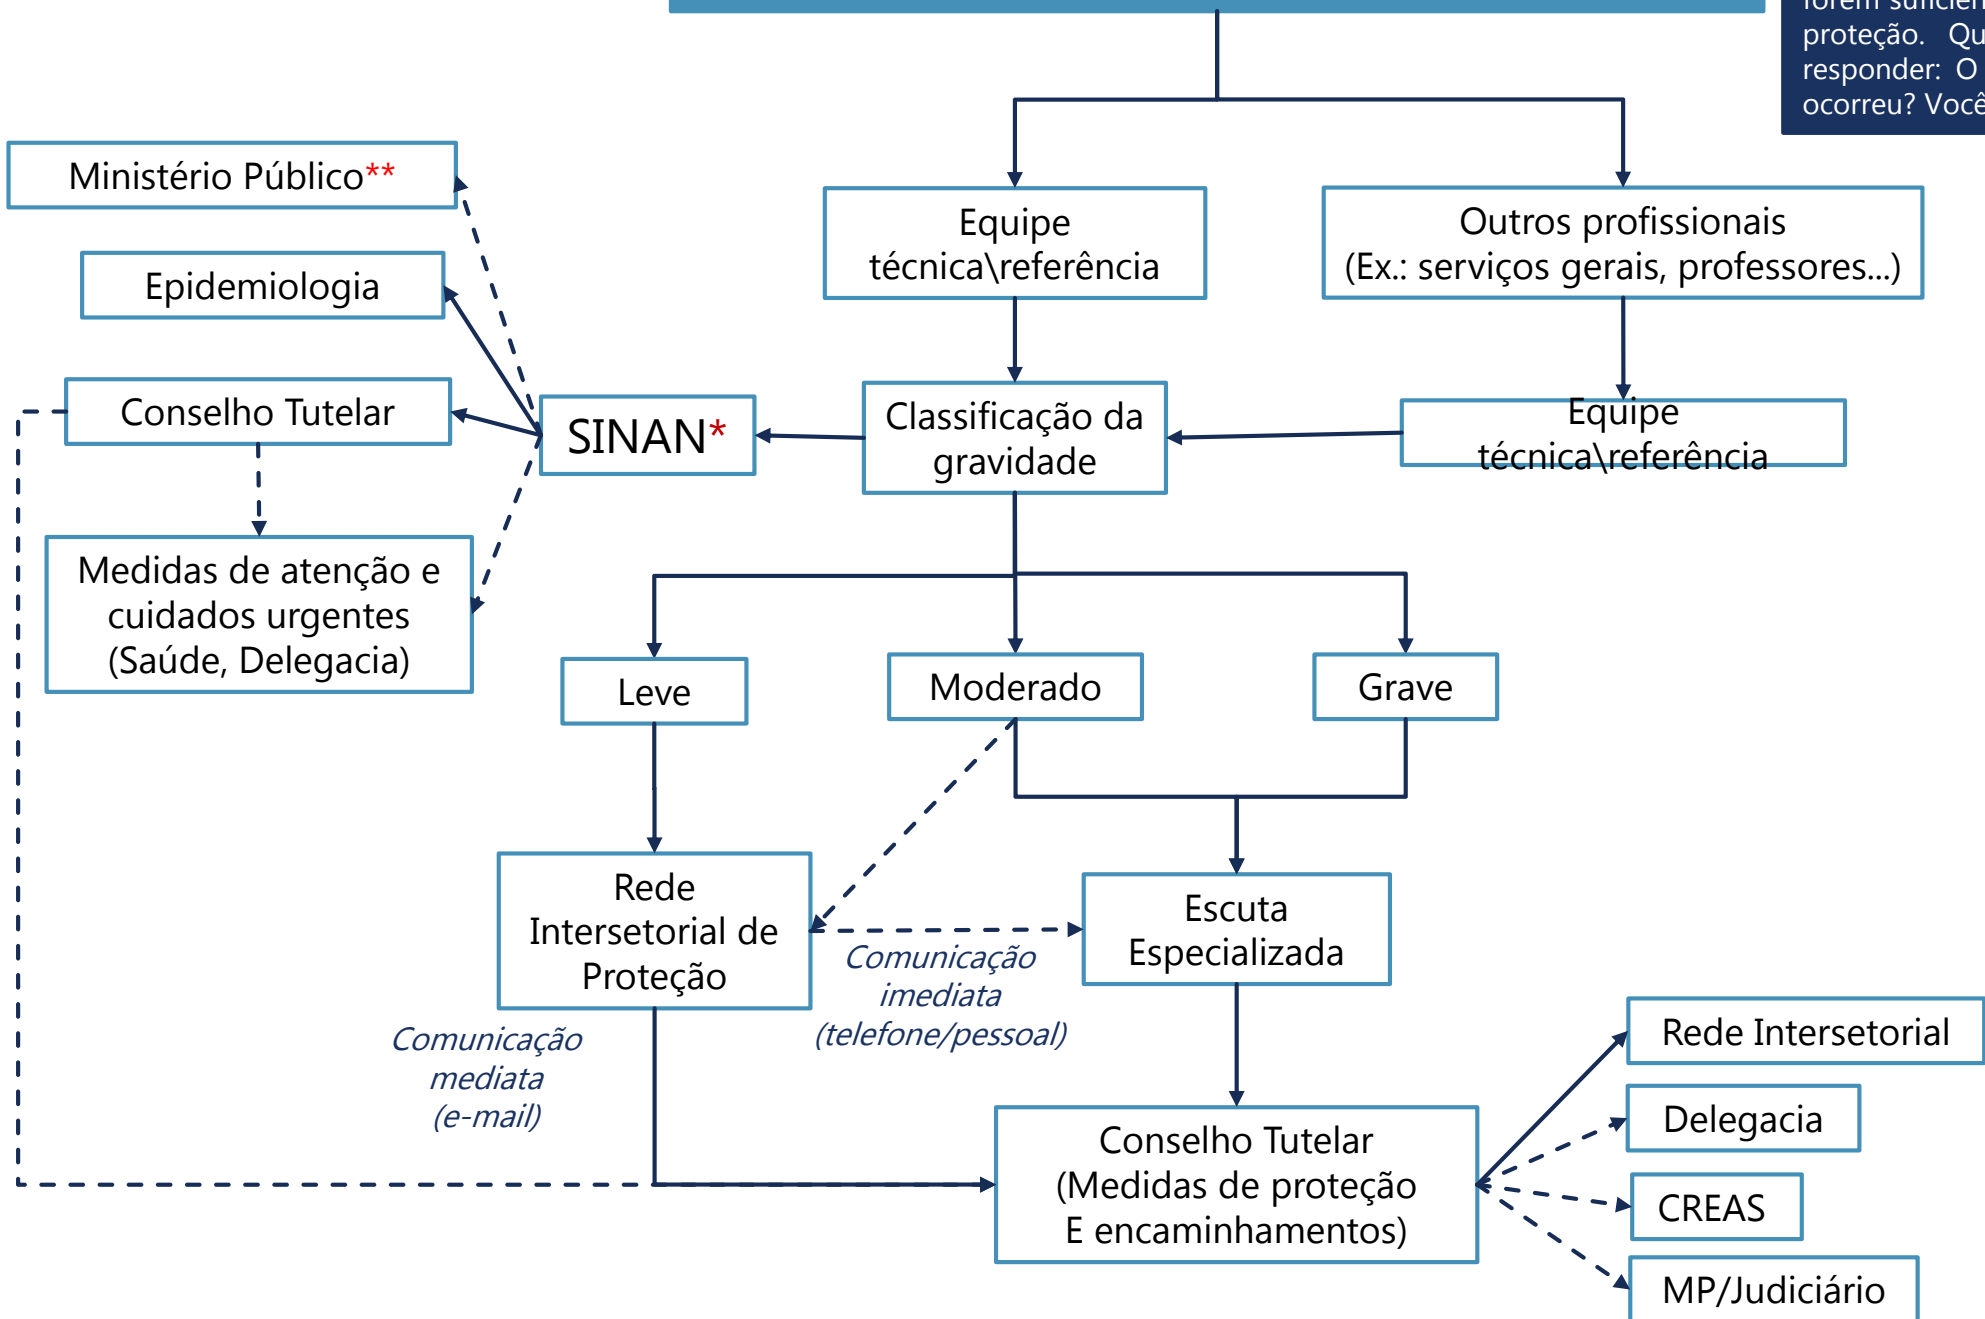 proteção. Qu
responder: O
ocorreu? Você
Ministério Público**
Epidemiologia
Conselho Tutelar
Medidas de atenção e
cuidados urgentes
(Saúde, Delegacia)
SINAN*
Equipe
técnica\referência
Outros profissionais
(Ex.: serviços gerais, professores...)
Classificação da
gravidade
Equipe
técnica\referência
Leve
Moderado
Grave
Rede
Intersetorial de
Proteção
Comunicação
imediata
(telefone/pessoal)
Escuta
Especializada
Comunicação
mediata
(e-mail)
Conselho Tutelar
(Medidas de proteção
E encaminhamentos)
Rede Intersetorial
Delegacia
CREAS
MP/Judiciário